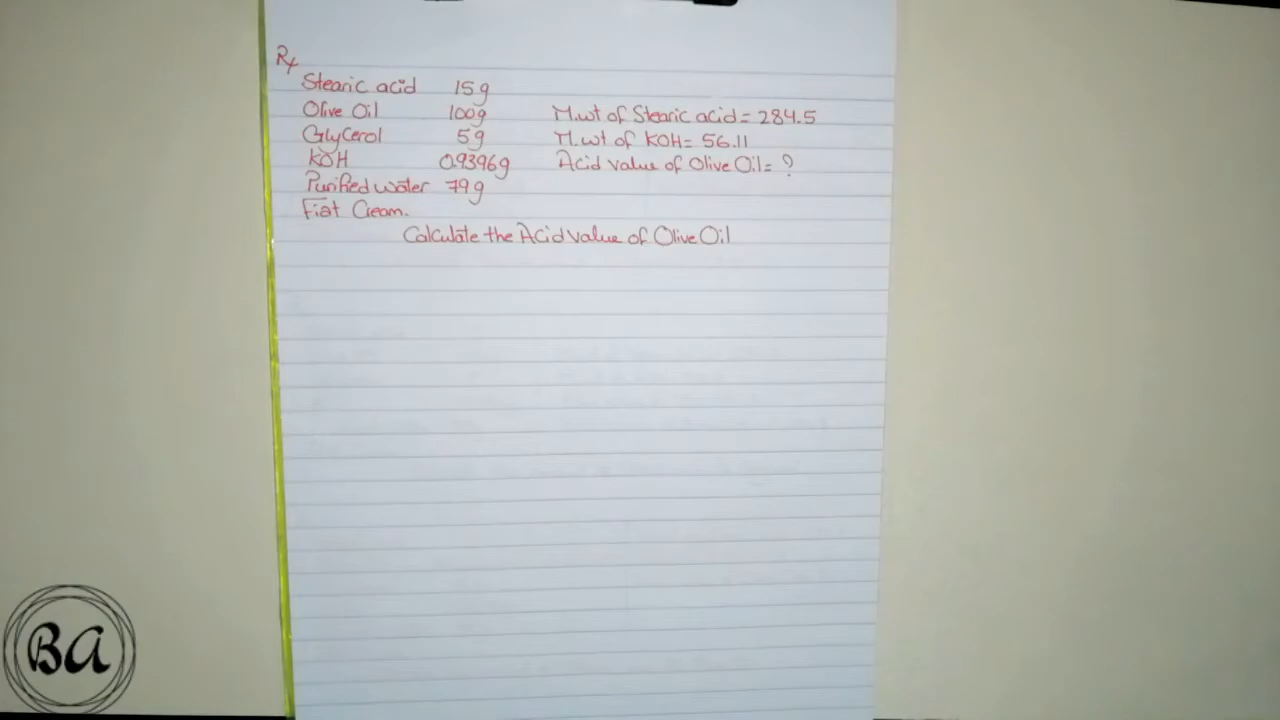 Rx
Stearic acid 15g
Olive Oil 100g M.wt of Stearic acid = 284.5
Glycerol 5g M.wt of KOH = 56.11
KOH 0.9396g Acid value of Olive Oil = ?
Purified water 79g
Fiat Cream.
Calculate the Acid value of Olive Oil
BA